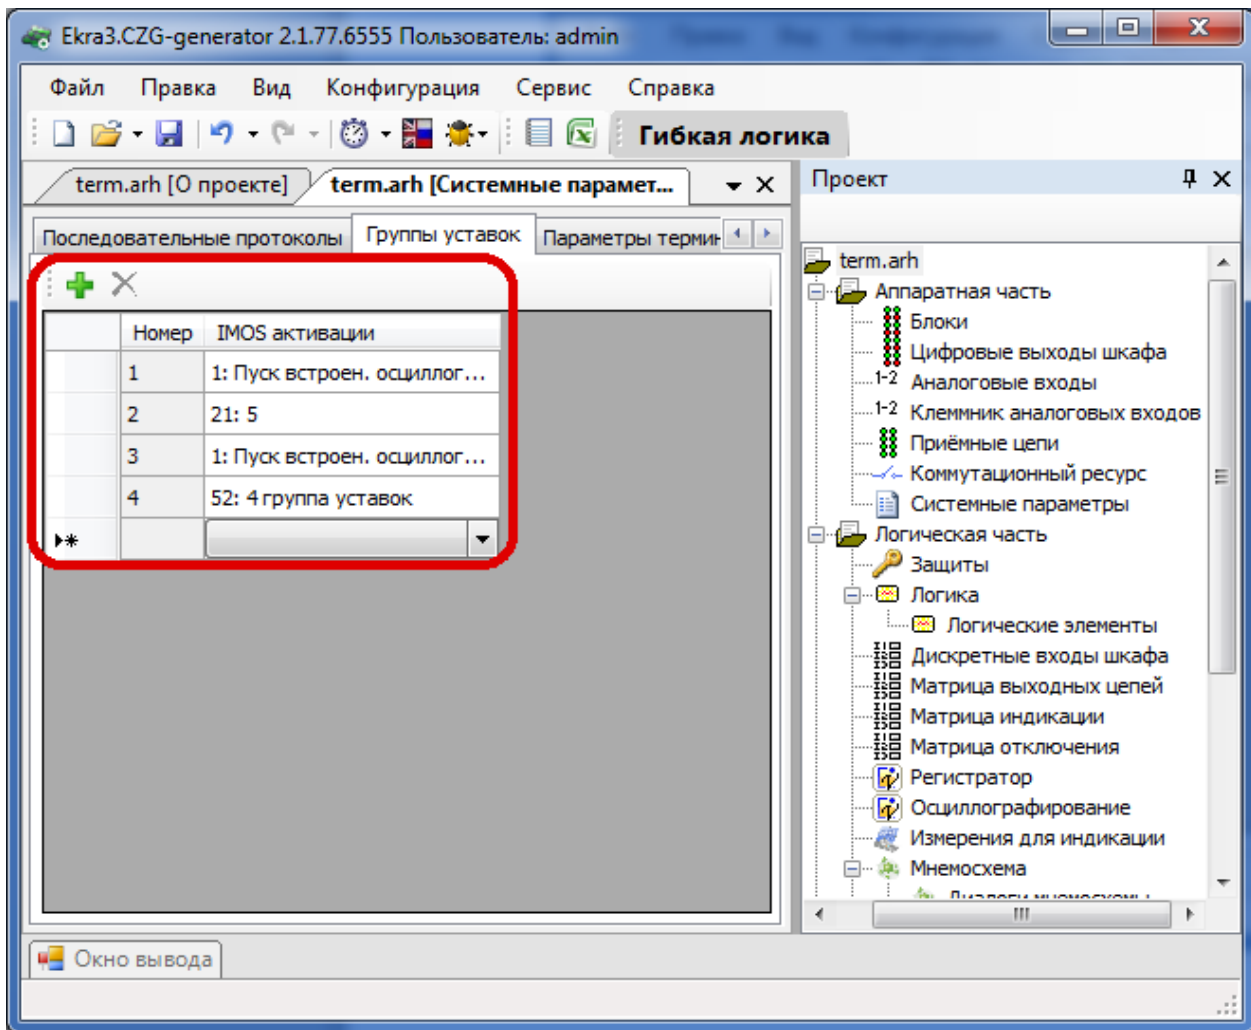 Ekra3.CZG-generator 2.1.77.6555 Пользователь: admin
Файл Правка Вид Конфигурация Сервис Справка
Гибкая логика
term.arh [О проекте] term.arh [Системные парамет...
Последовательные протоколы Группы уставок Параметры термин
Номер IMOS активации
1 1: Пуск встроен. осциллог...
2 21: 5
3 1: Пуск встроен. осциллог...
4 52: 4 группа уставок
Проект
term.arh
Аппаратная часть
Блоки
Цифровые выходы шкафа
1-2 Аналоговые входы
1-2 Клеммник аналоговых входов
Приёмные цепи
Коммутационный ресурс
Системные параметры
Логическая часть
Защиты
Логика
Логические элементы
Дискретные входы шкафа
Матрица выходных цепей
Матрица индикации
Матрица отключения
Регистратор
Осциллографирование
Измерения для индикации
Мнемосхема
Окно вывода